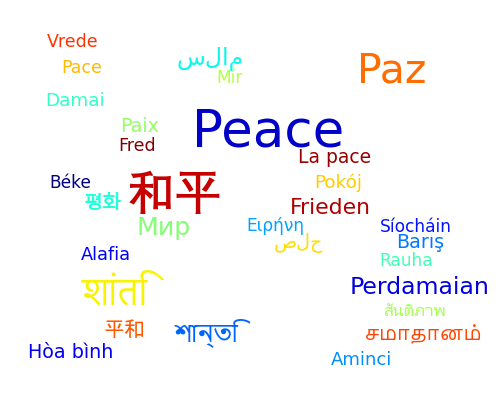 Vrede
سلام
Pace
Mir
Paz
Damai
Paix
Peace
Fred
La pace
Béke
평화
和平
Pokój
Frieden
Мир
Ειρήνη
Síocháin
صلح
Barış
Alafia
Rauha
शांति
Perdamaian
สันติภาพ
平和
শান্তি
சமாதானம்
Hòa bình
Aminci